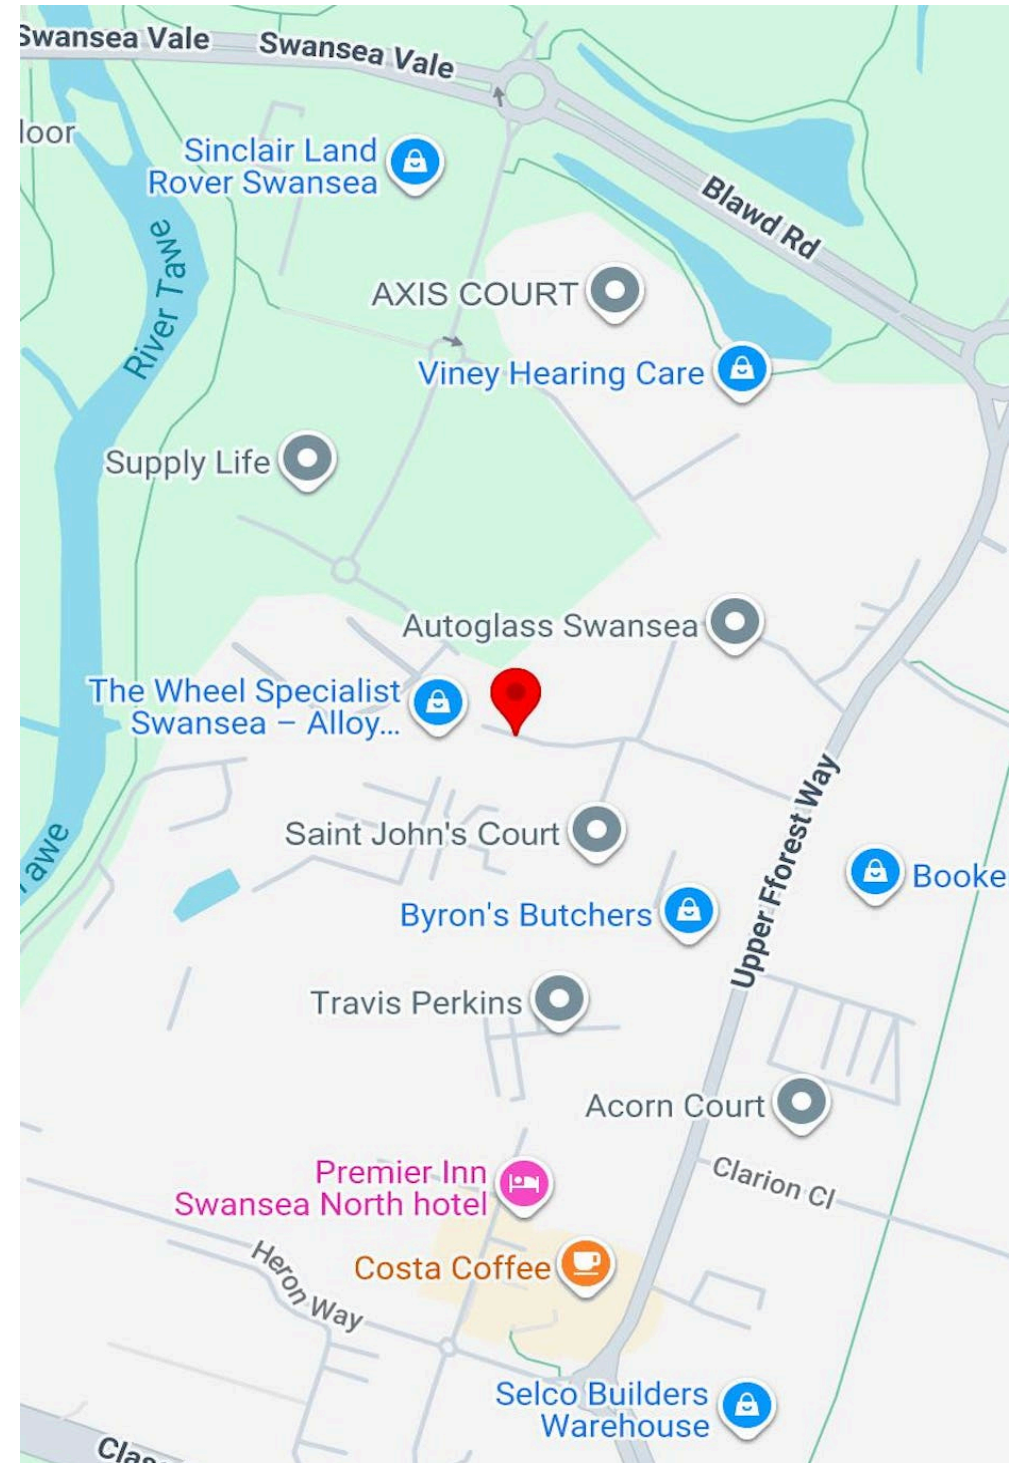 Swansea Vale
Swansea Vale
loor
Sinclair Land
Rover Swansea
Blawd Rd
River Tawe
AXIS COURT
Viney Hearing Care
Supply Life
Autoglass Swansea
The Wheel Specialist
Swansea – Alloy...
Upper Fforest Way
Saint John's Court
Tawe
Booke
Byron's Butchers
Travis Perkins
Acorn Court
Clarion Cl
Premier Inn
Swansea North hotel
Costa Coffee
Heron Way
Selco Builders
Warehouse
Clas